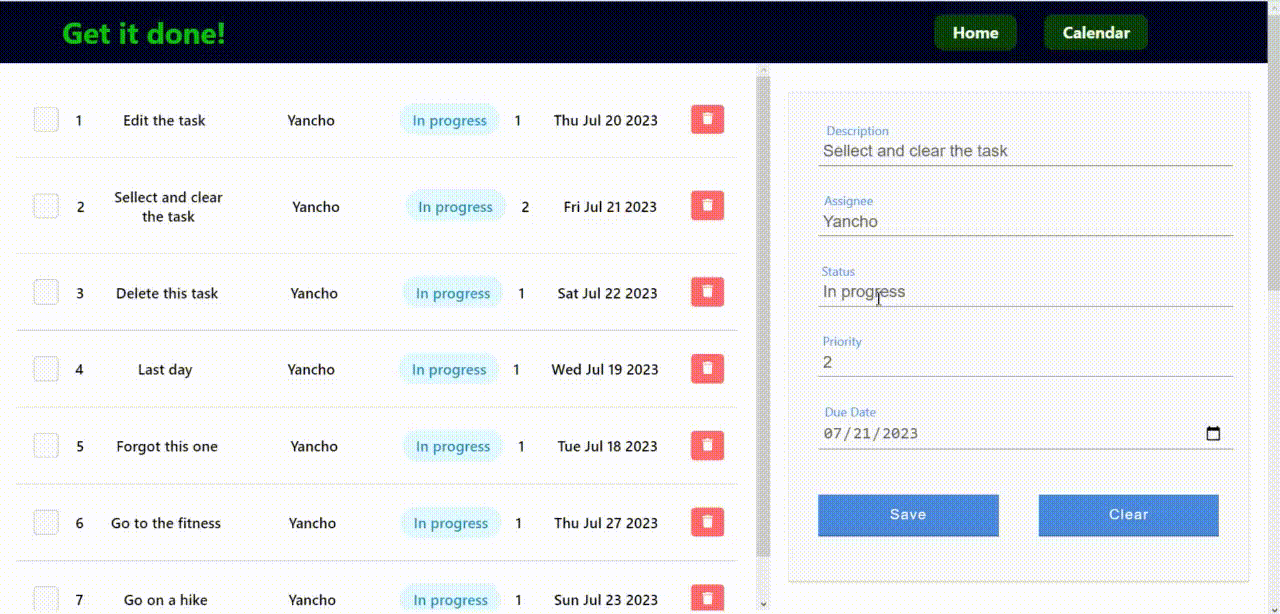 Get it done!
Home
Calendar
1 Edit the task Yancho In progress 1 Thu Jul 20 2023
2 Sellect and clear Yancho In progress 2 Fri Jul 21 2023
the task
3 Delete this task Yancho In progress 1 Sat Jul 22 2023
4 Last day Yancho In progress 1 Wed Jul 19 2023
5 Forgot this one Yancho In progress 1 Tue Jul 18 2023
6 Go to the fitness Yancho In progress 1 Thu Jul 27 2023
7 Go on a hike Yancho In progress 1 Sun Jul 23 2023
Description
Sellect and clear the task
Assignee
Yancho
Status
In progress
Priority
2
Due Date
07/21/2023
Save
Clear